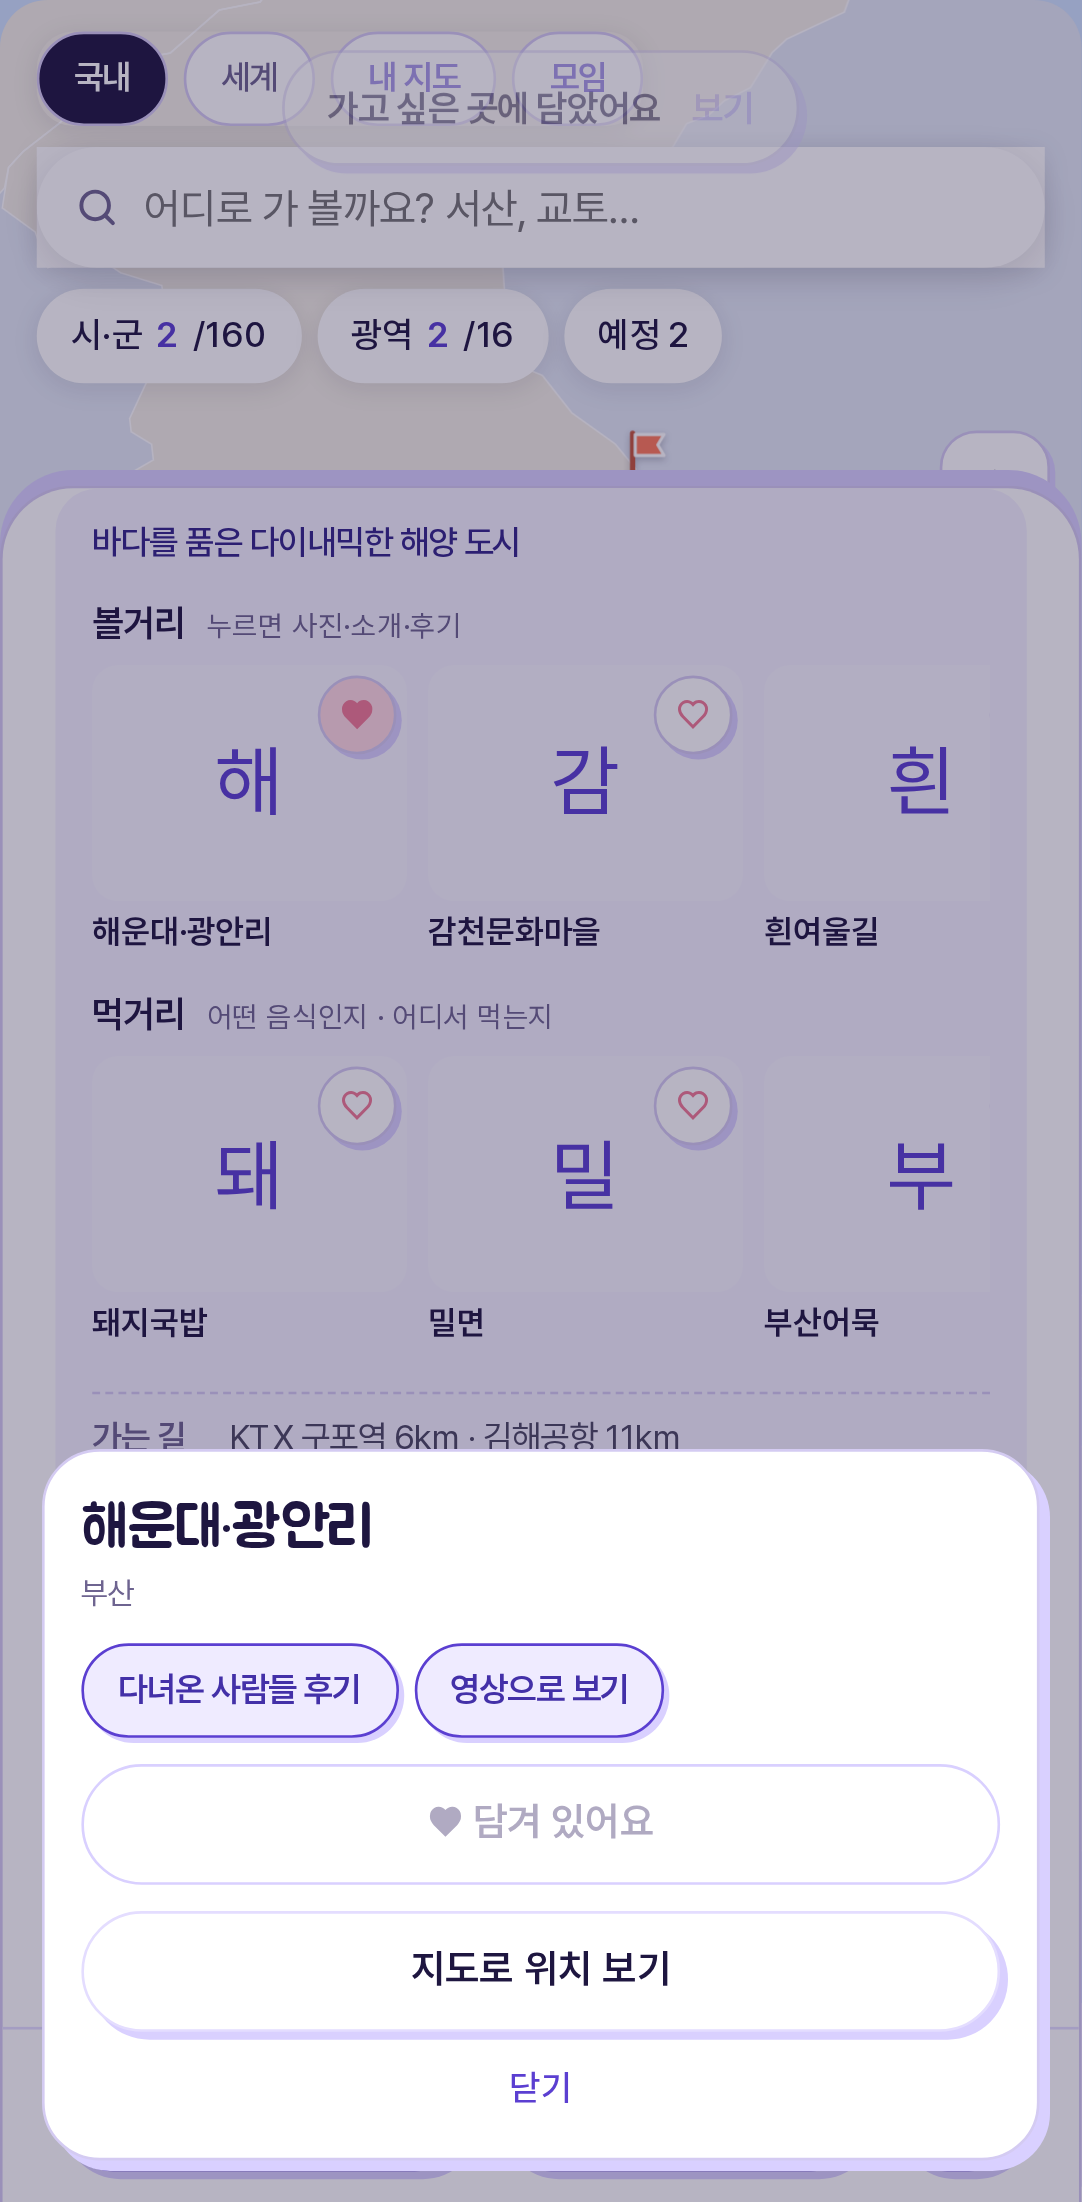 국내 세계 내 지도 모임
가고 싶은 곳에 담았어요 보기
어디로 가 볼까요? 서산, 교토...
시·군 2 /160 광역 2 /16 예정 2
바다를 품은 다이내믹한 해양 도시
볼거리 누르면 사진·소개·후기
해 감 흰
해운대·광안리 감천문화마을 흰여울길
먹거리 어떤 음식인지 · 어디서 먹는지
돼 밀 부
돼지국밥 밀면 부산어묵
가는 길 KTX 구포역 6km · 김해공항 11km
해운대·광안리
부산
다녀온 사람들 후기 영상으로 보기
담겨 있어요
지도로 위치 보기
닫기